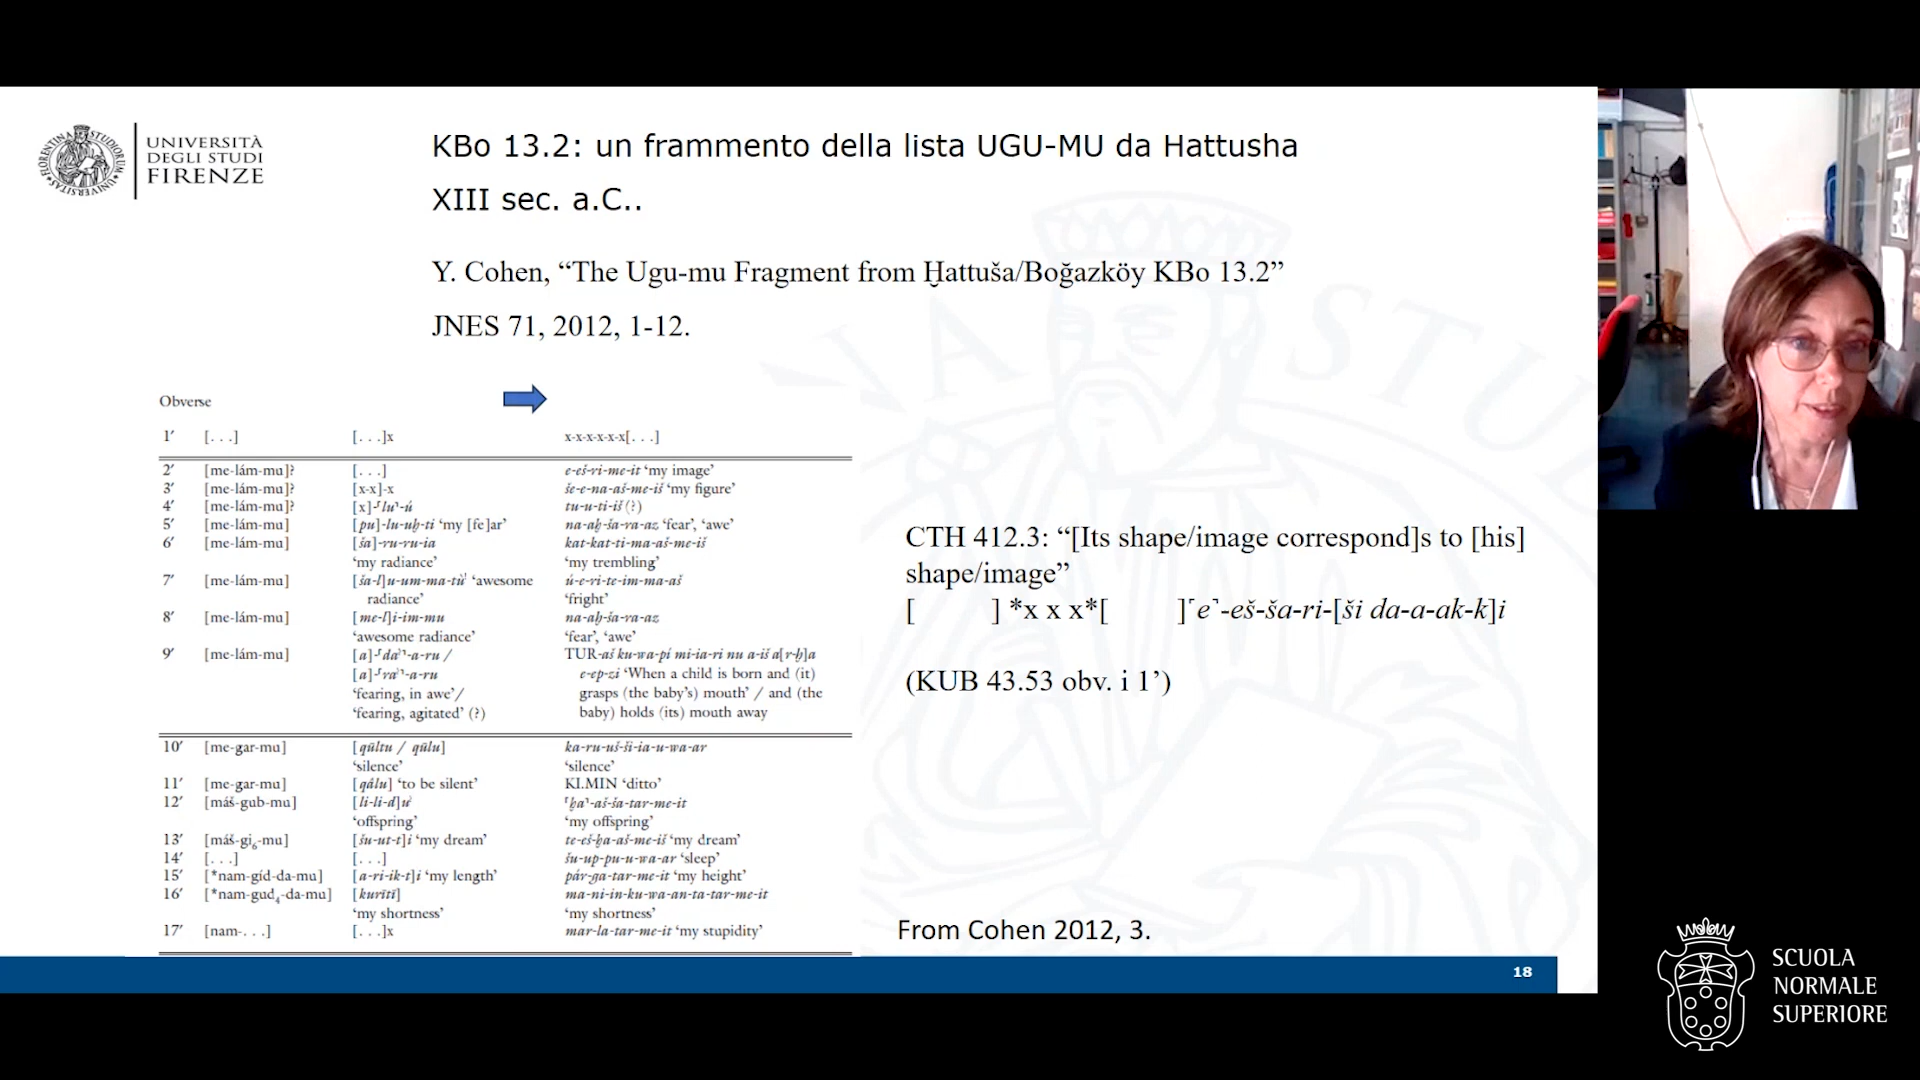 UNIVERSITÀ
DEGLI STUDI
FIRENZE
KBo 13.2: un frammento della lista UGU-MU da Hattusha
XIII sec. a.C..
Y. Cohen, “The Ugu-mu Fragment from Ḫattuša/Boğazköy KBo 13.2”
JNES 71, 2012, 1-12.
Obverse
1′ [. . .] [. . .]x x-x-x-x-x-x[. . .]
2′ [me-lám-mu]? [. . .] e-eš-ri-me-it ‘my image’
3′ [me-lám-mu]? [x-x]-x še-e-na-aš-me-iš ‘my figure’
4′ [me-lám-mu]? [x]-⸢lu⸣-ú tu-u-ti-iš (?)
5′ [me-lám-mu] [pu]-lu-uḫ-ti ‘my [fe]ar’ na-aḫ-ša-ra-az ‘fear’, ‘awe’
6′ [me-lám-mu] [ša]-ru-ru-ia kat-kat-ti-ma-aš-me-iš
‘my radiance’ ‘my trembling’
7′ [me-lám-mu] [ša-l]u-um-ma-tù! ‘awesome ú-e-ri-te-im-ma-aš
radiance’ ‘fright’
8′ [me-lám-mu] [me-l]i-im-mu na-aḫ-ša-ra-az
‘awesome radiance’ ‘fear’, ‘awe’
9′ [me-lám-mu] [a]-⸢da?⸣-a-ru / TUR-aš ku-wa-pí mi-ia-ri nu a-iš a[r-ḫ]a
[a]-⸢ra?⸣-a-ru e-ep-zi ‘When a child is born and (it)
‘fearing, in awe’/ grasps (the baby’s) mouth’ / and (the
‘fearing, agitated’ (?) baby) holds (its) mouth away
10′ [me-gar-mu] [qūltu / qūlu] ka-ru-uš-ši-ia-u-wa-ar
‘silence’ ‘silence’
11′ [me-gar-mu] [qâlu] ‘to be silent’ KI.MIN ‘ditto’
12′ [máš-gub-mu] [li-li-d]u! ⸢ḫa⸣-aš-ša-tar-me-it
‘offspring’ ‘my offspring’
13′ [máš-gi₆-mu] [šu-ut-t]i ‘my dream’ te-eš-ḫa-aš-me-iš ‘my dream’
14′ [. . .] [. . .] šu-up-pu-u-wa-ar ‘sleep’
15′ [*nam-gíd-da-mu] [a-ri-ik-t]i ‘my length’ pár-ga-tar-me-it ‘my height’
16′ [*nam-gud₄-da-mu] [kurīti] ma-ni-in-ku-wa-an-ta-tar-me-it
‘my shortness’ ‘my shortness’
17′ [nam-. . .] [. . .]x mar-la-tar-me-it ‘my stupidity’
CTH 412.3: “[Its shape/image correspond]s to [his]
shape/image”
[ ] *x x x*[ ]⸢e⸣-eš-ša-ri-[ši da-a-ak-k]i
(KUB 43.53 obv. i 1’)
From Cohen 2012, 3.
18
SCUOLA
NORMALE
SUPERIORE